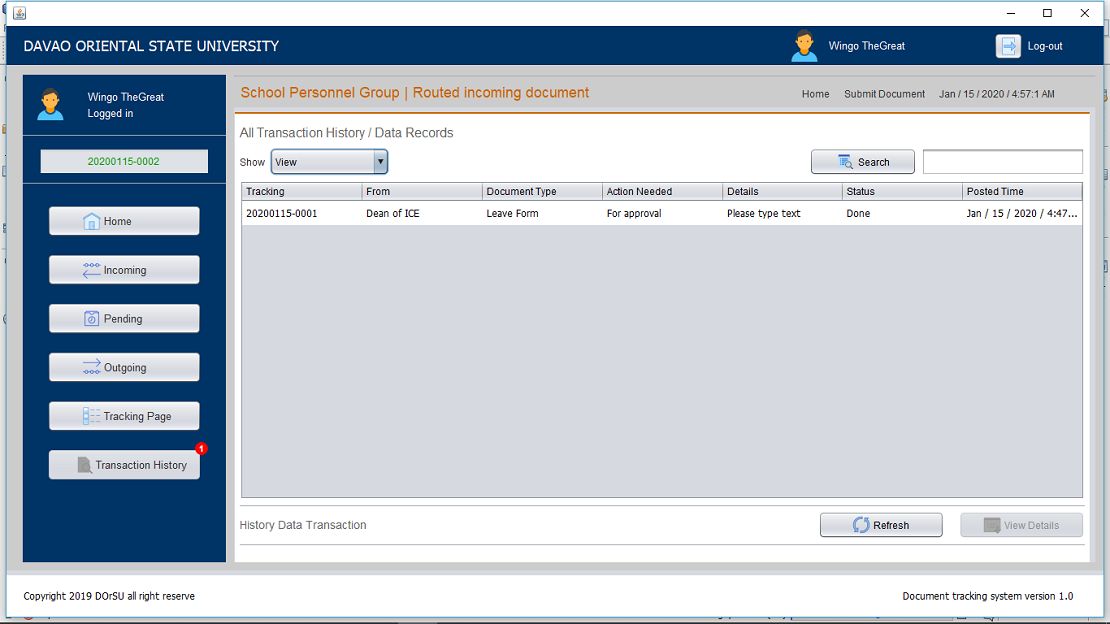 DAVAO ORIENTAL STATE UNIVERSITY
Wingo TheGreat
Log-out
Wingo TheGreat
Logged in
20200115-0002
Home
Incoming
Pending
Outgoing
Tracking Page
Transaction History
1
School Personnel Group | Routed incoming document
Home Submit Document Jan / 15 / 2020 / 4:57:1 AM
All Transaction History / Data Records
Show View Search
Tracking From Document Type Action Needed Details Status Posted Time
20200115-0001 Dean of ICE Leave Form For approval Please type text Done Jan / 15 / 2020 / 4:47...
History Data Transaction Refresh View Details
Copyright 2019 DOrSU all right reserve Document tracking system version 1.0